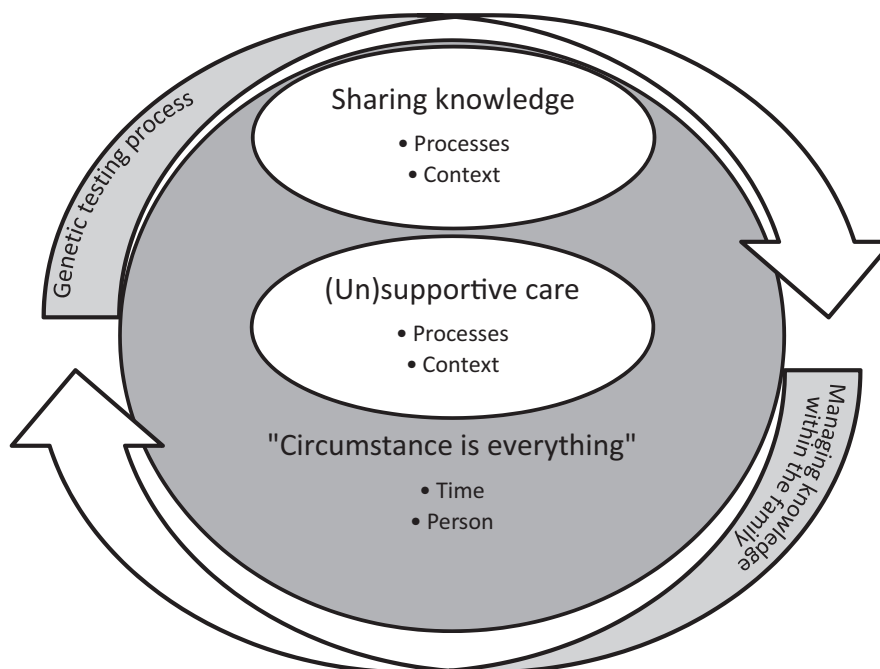 Genetic testing process
Sharing knowledge
• Processes
• Context
(Un)supportive care
• Processes
• Context
"Circumstance is everything"
• Time
• Person
Managing knowledge
within the family